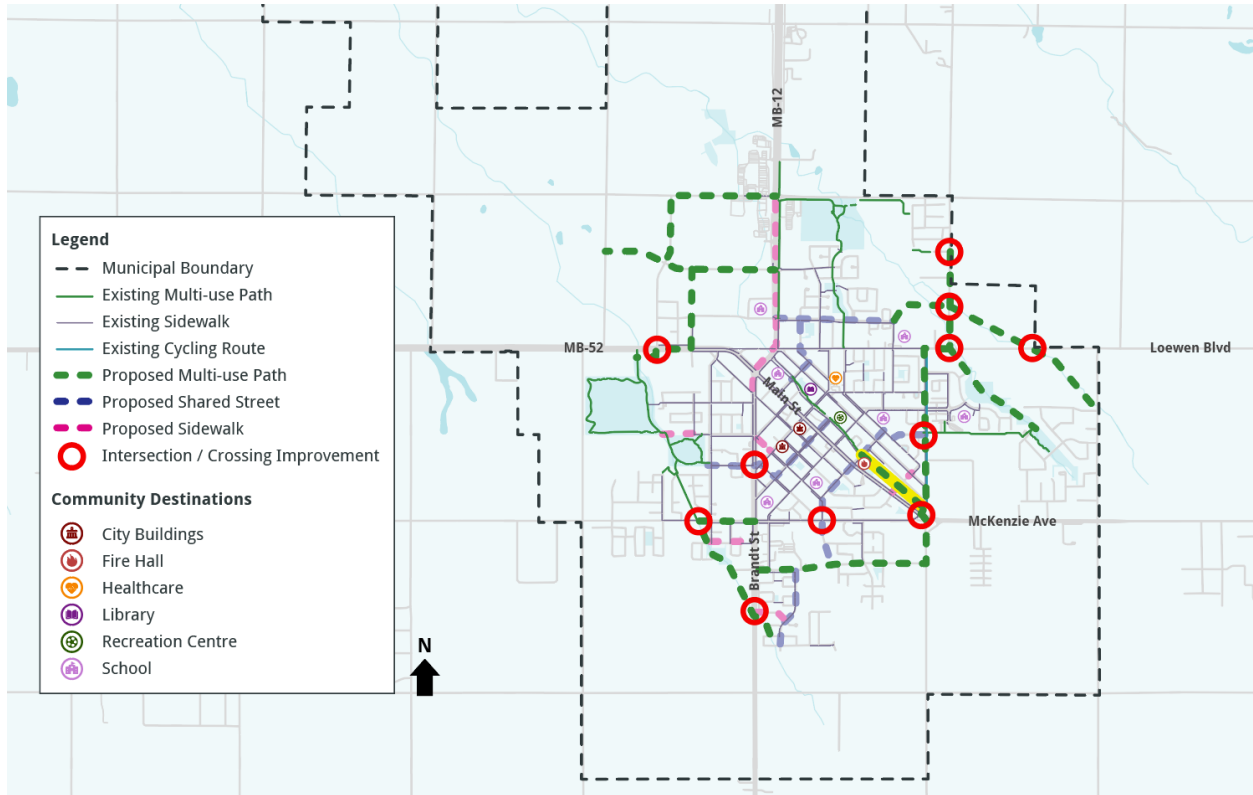 MB-12
Legend
Municipal Boundary
Existing Multi-use Path
Existing Sidewalk
Existing Cycling Route
Proposed Multi-use Path
Proposed Shared Street
Proposed Sidewalk
Intersection / Crossing Improvement
Community Destinations
City Buildings
Fire Hall
Healthcare
Library
Recreation Centre
School
MB-52
Loewen Blvd
Main St
McKenzie Ave
Brandt St
N